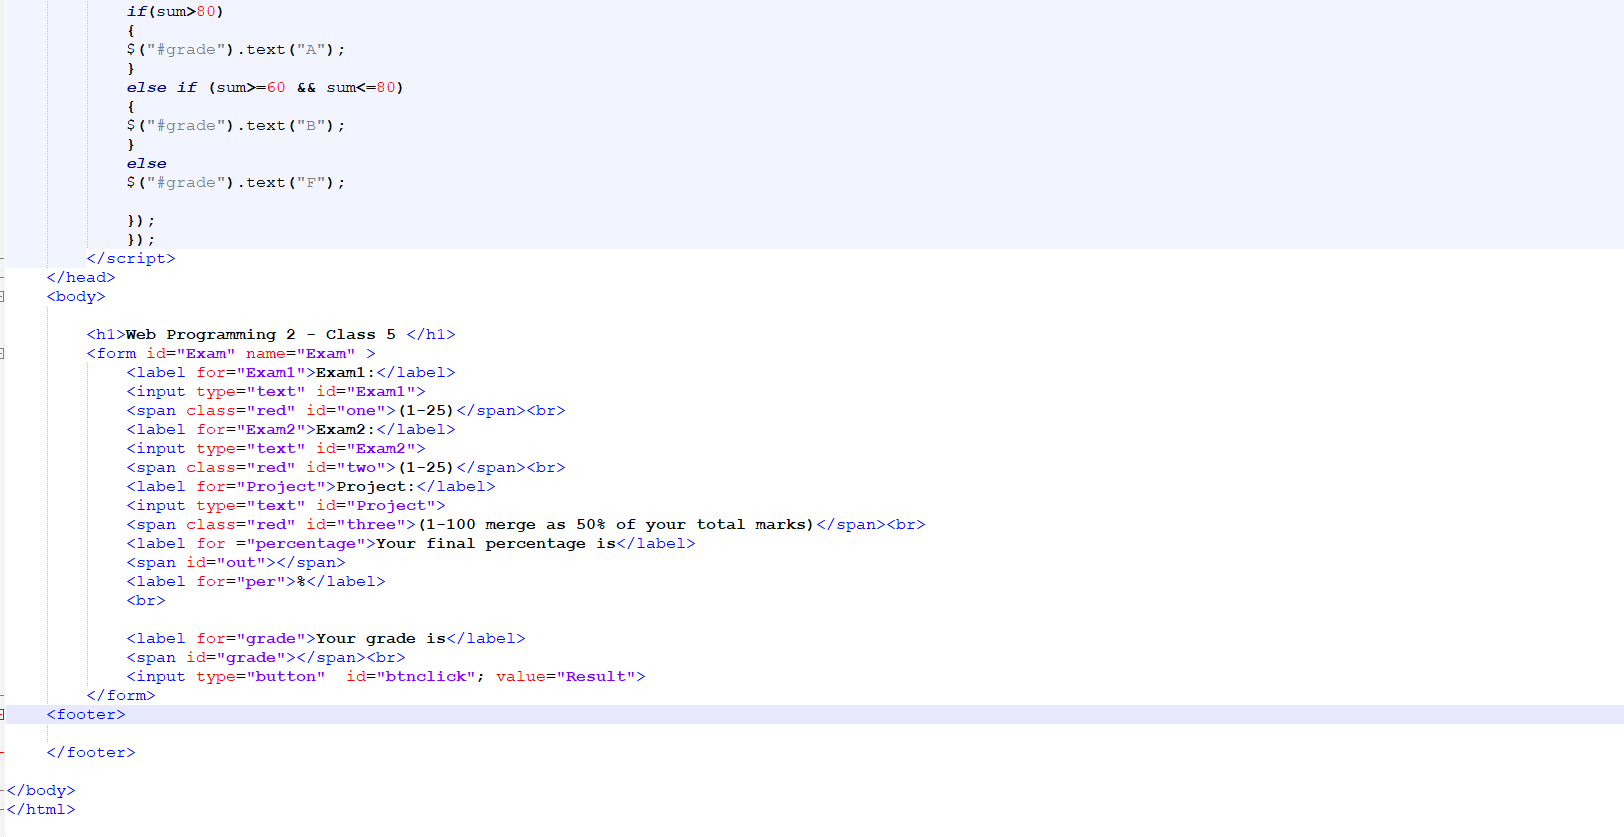 if(sum>80)
{
$("#grade").text("A");
}
else if (sum>=60 && sum<=80)
{
$("#grade").text("B");
}
else
$("#grade").text("F");
});
});
</script>
</head>
<body>
<h1>Web Programming 2 - Class 5 </h1>
<form id="Exam" name="Exam" >
<label for="Exam1">Exam1:</label>
<input type="text" id="Exam1">
<span class="red" id="one">(1-25)</span><br>
<label for="Exam2">Exam2:</label>
<input type="text" id="Exam2">
<span class="red" id="two">(1-25)</span><br>
<label for="Project">Project:</label>
<input type="text" id="Project">
<span class="red" id="three">(1-100 merge as 50% of your total marks)</span><br>
<label for ="percentage">Your final percentage is</label>
<span id="out"></span>
<label for="per">%</label>
<br>
<label for="grade">Your grade is</label>
<span id="grade"></span><br>
<input type="button"  id="btnclick"; value="Result">
</form>
<footer>
</footer>
</body>
</html>